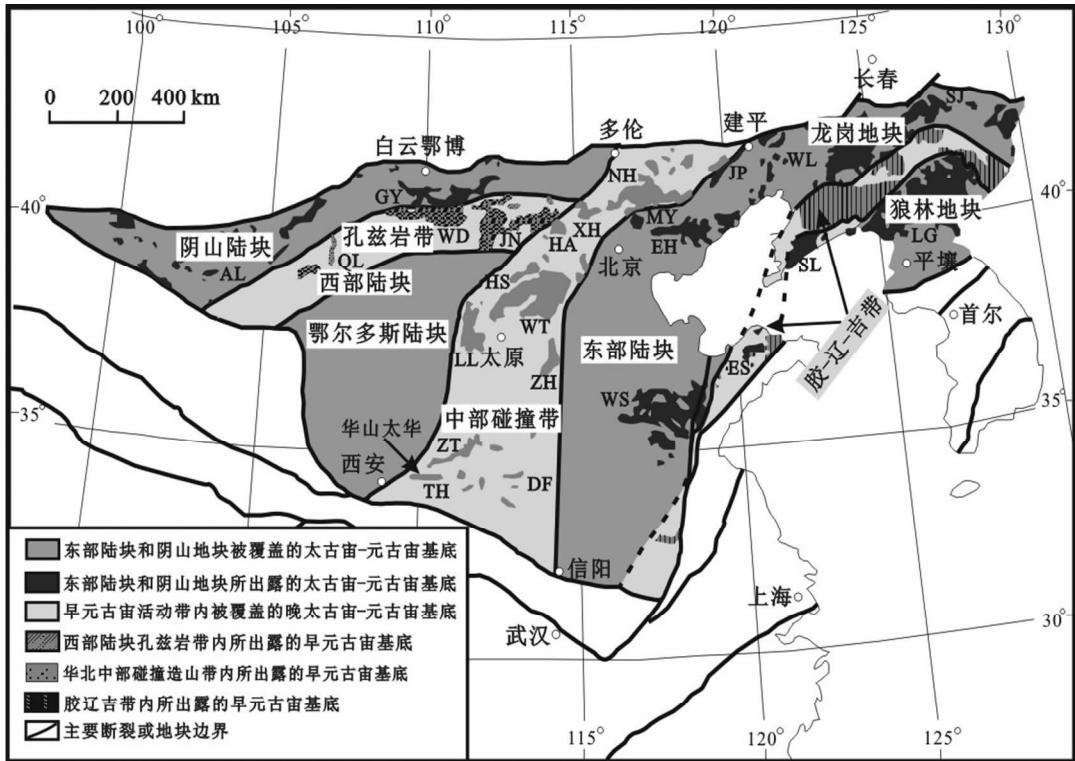 100°
105°
110°
115°
120°
125°
130°
长春
0 200 400 km
多伦
建平
SJ
白云鄂博
龙岗地块
NH
JP
WL
GY
40°
40°
阴山陆块
孔兹岩带
WD
JN
XH
HA
MY
EH
狼林地块
LG
AL
QL
北京
SL
平壤
西部陆块
HS
首尔
鄂尔多斯陆块
WT
LL
太原
东部陆块
胶-辽-吉带
ZH
ES
WS
35°
35°
中部碰撞带
华山太华
ZT
西安
TH
DF
东部陆块和阴山地块被覆盖的太古宙-元古宙基底
信阳
东部陆块和阴山地块所出露的太古宙-元古宙基底
上海
早元古宙活动带内被覆盖的晚太古宙-元古宙基底
30°
武汉
西部陆块孔兹岩带内所出露的早元古宙基底
华北中部碰撞造山带内所出露的早元古宙基底
胶辽吉带内所出露的早元古宙基底
主要断裂或地块边界
115°
120°
125°